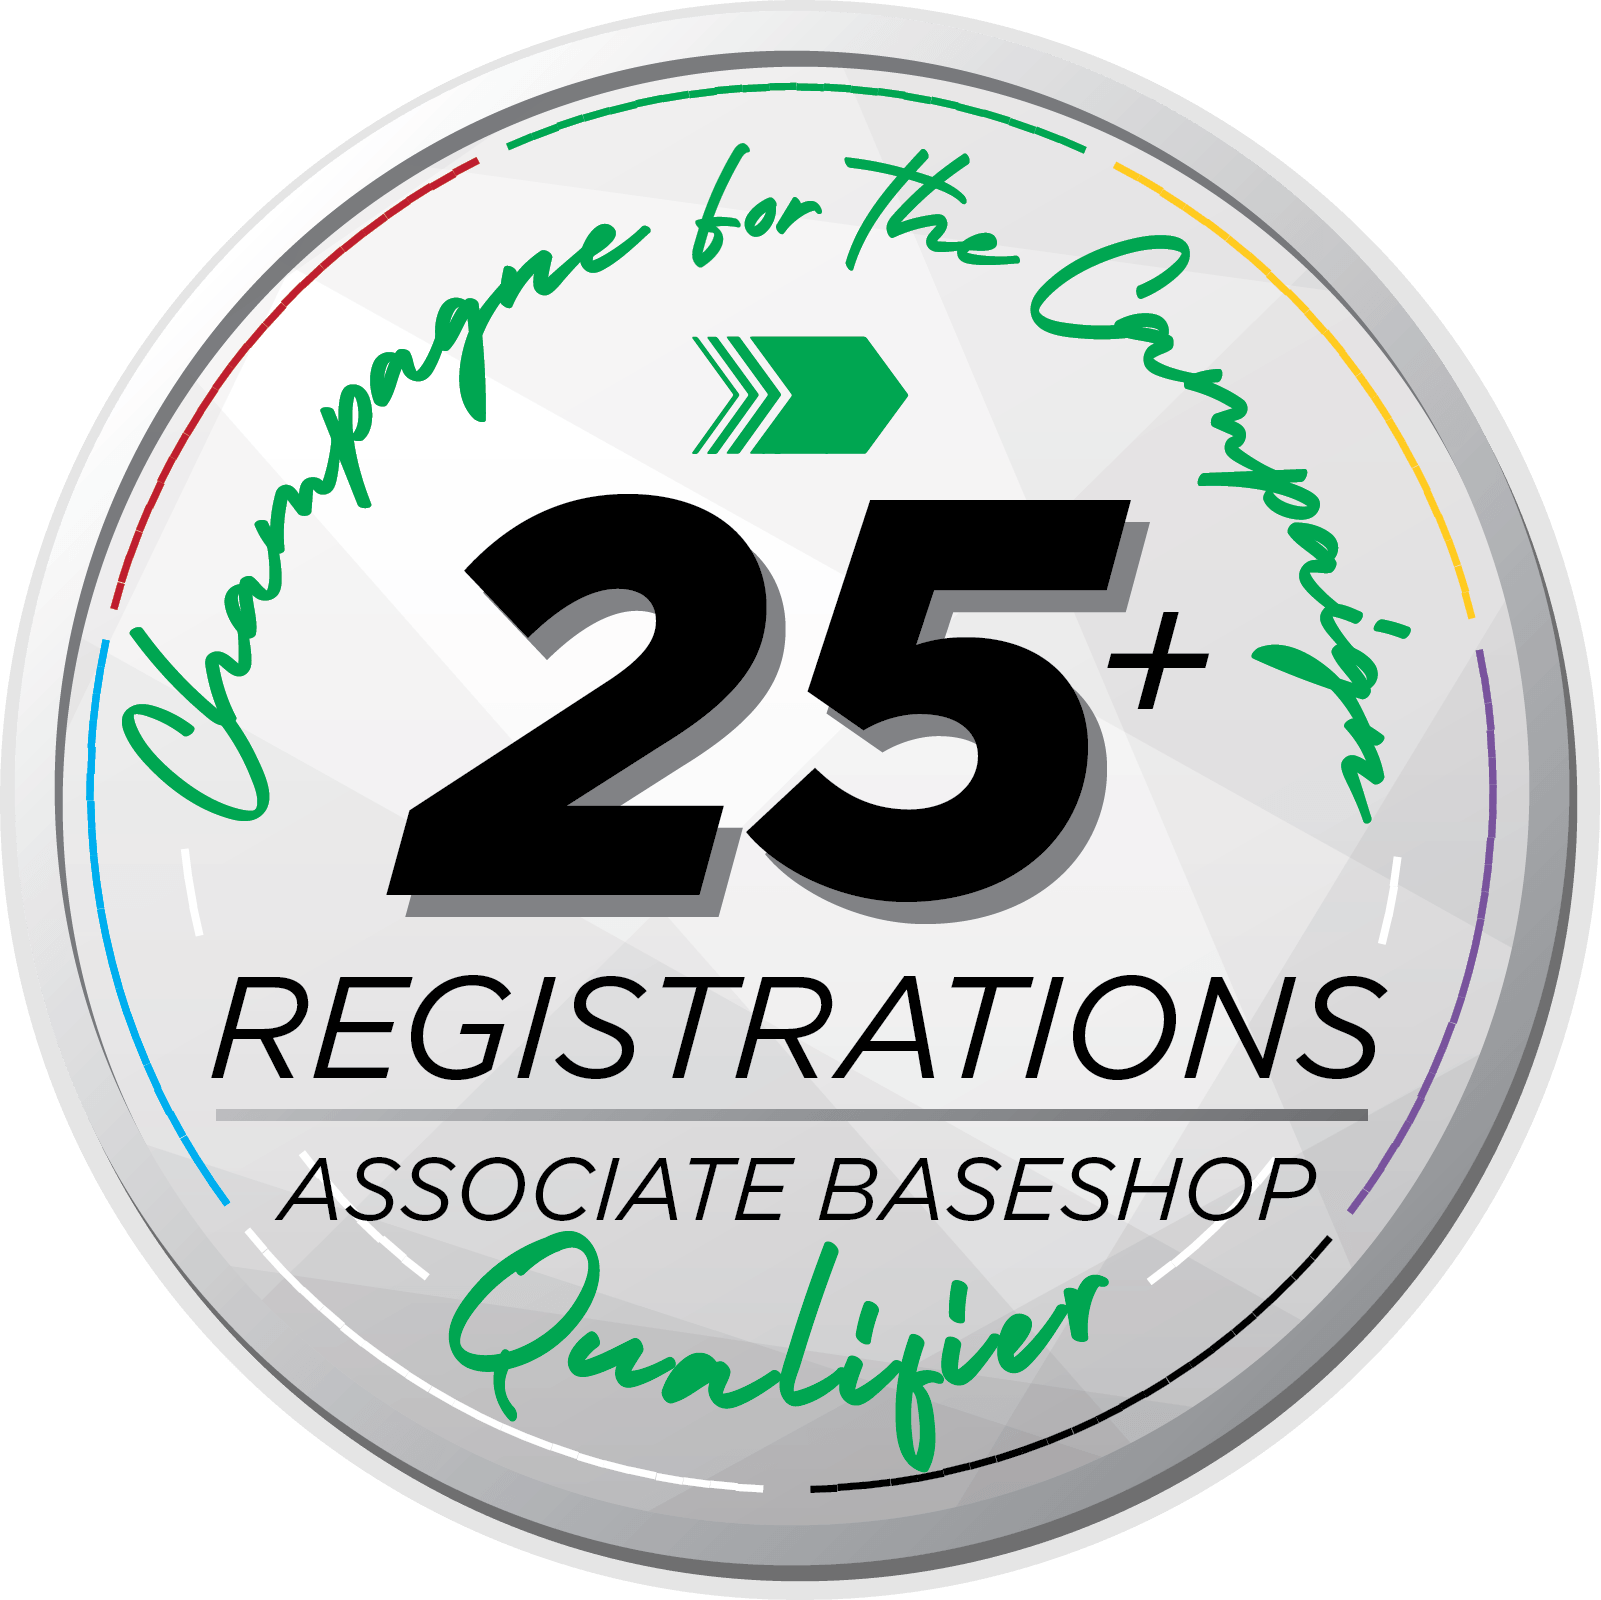 Champagne for the Campaign
25+
REGISTRATIONS
ASSOCIATE BASESHOP
Qualifier